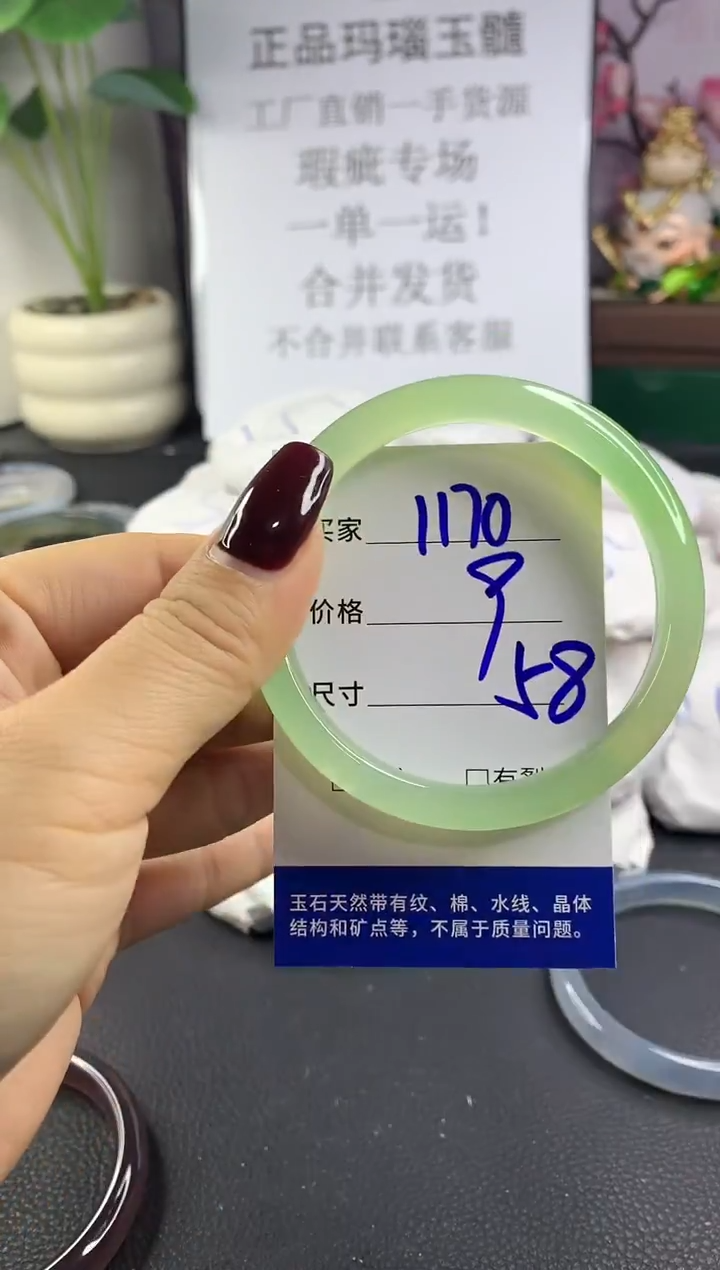 正品玛瑙玉髓
工厂直销一手货源
瑕疵专场
一单一运!
合并发货
不合并联系客服
买家 1170
价格 9
尺寸 58
有裂
玉石天然带有纹、棉、水线、晶体
结构和矿点等，不属于质量问题。